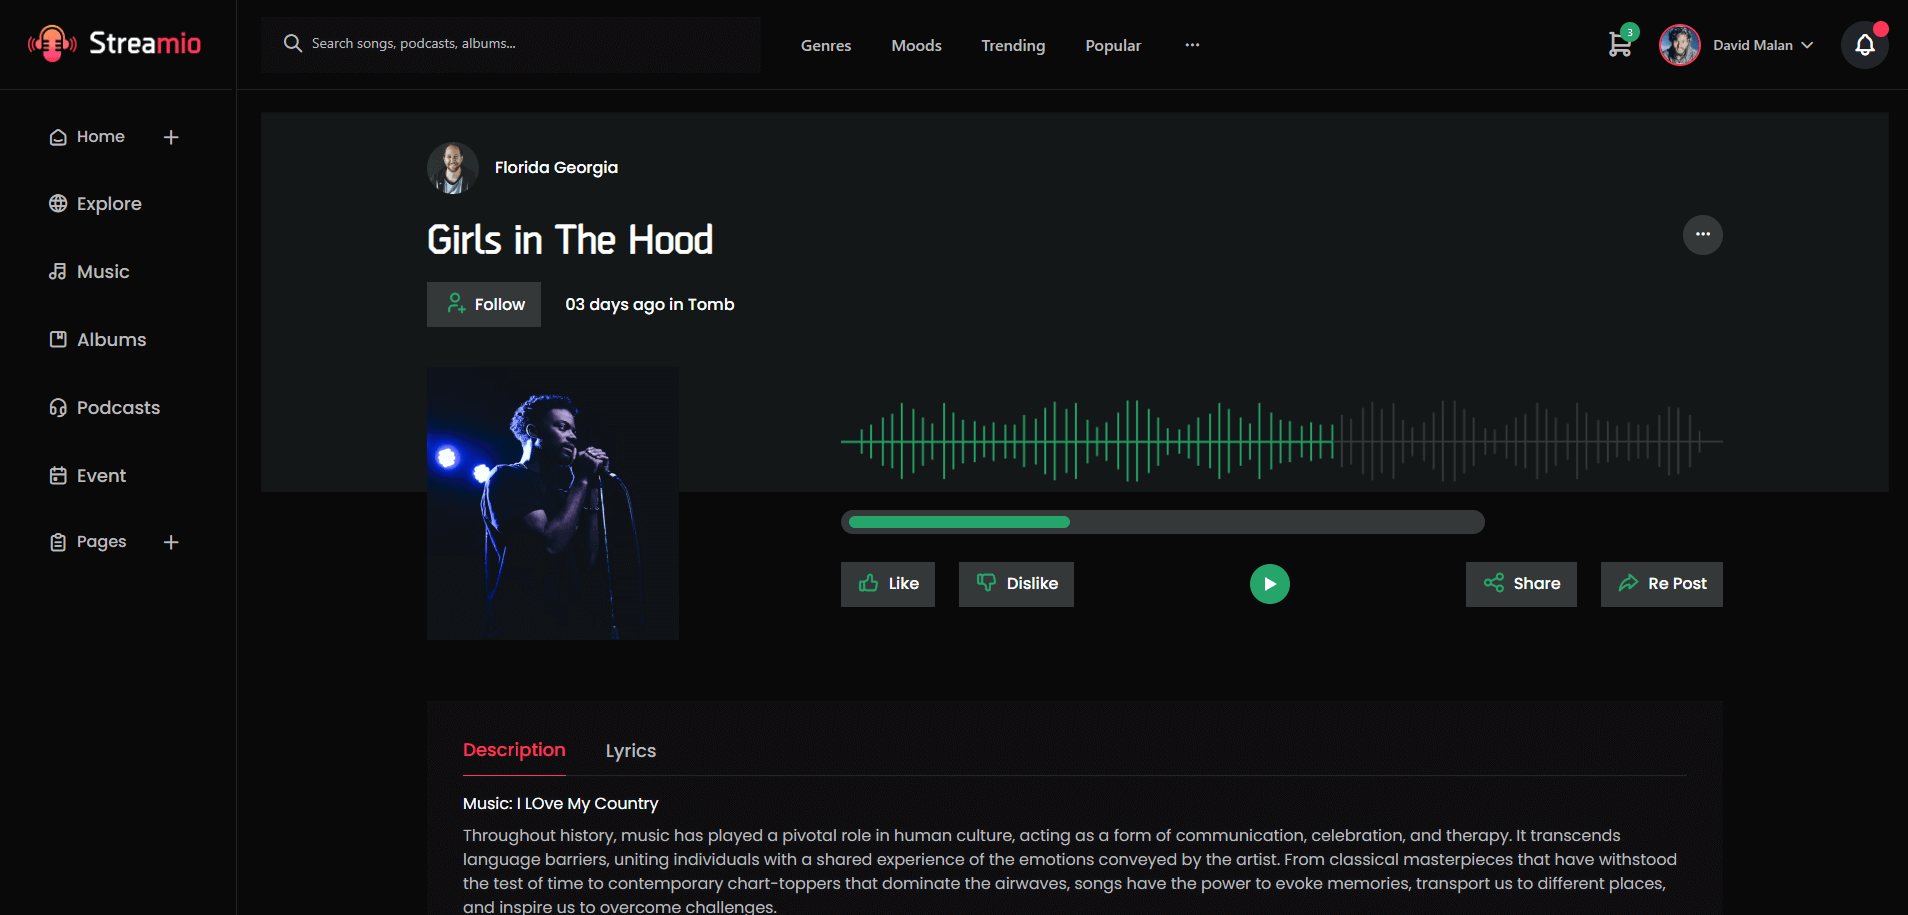 Streamio
Search songs, podcasts, albums...
Genres
Moods
Trending
Popular
3
David Malan
Home
Explore
Music
Albums
Podcasts
Event
Pages
Florida Georgia
Girls in The Hood
Follow
03 days ago in Tomb
Like
Dislike
Share
Re Post
Description
Lyrics
Music: I LOve My Country
Throughout history, music has played a pivotal role in human culture, acting as a form of communication, celebration, and therapy. It transcends
language barriers, uniting individuals with a shared experience of the emotions conveyed by the artist. From classical masterpieces that have withstood
the test of time to contemporary chart-toppers that dominate the airwaves, songs have the power to evoke memories, transport us to different places,
and inspire us to overcome challenges.